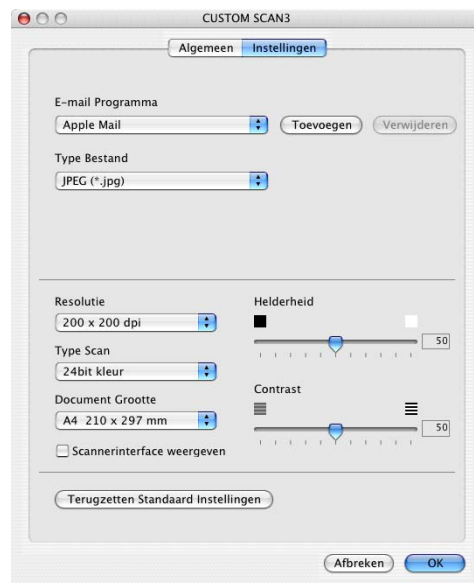 CUSTOM SCAN3
Algemeen Instellingen
E-mail Programma
Apple Mail Toevoegen Verwijderen
Type Bestand
JPEG (*.jpg)
Resolutie Helderheid
200 x 200 dpi
50
Type Scan
24bit kleur
Contrast
Document Grootte
A4 210 x 297 mm
50
Scannerinterface weergeven
Terugzetten Standaard Instellingen
Afbreken OK